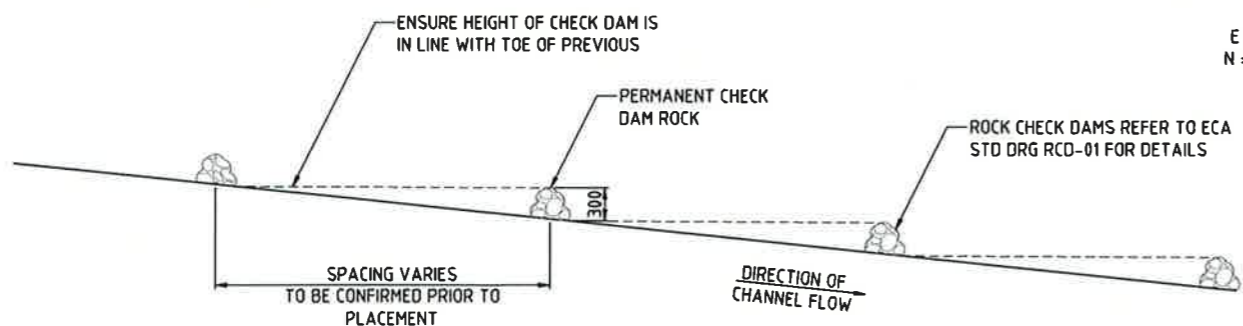 ENSURE HEIGHT OF CHECK DAM IS
IN LINE WITH TOE OF PREVIOUS
E
N =
PERMANENT CHECK
DAM ROCK
ROCK CHECK DAMS REFER TO ECA
STD DRG RCD-01 FOR DETAILS
300
SPACING VARIES
TO BE CONFIRMED PRIOR TO
PLACEMENT
DIRECTION OF
CHANNEL FLOW